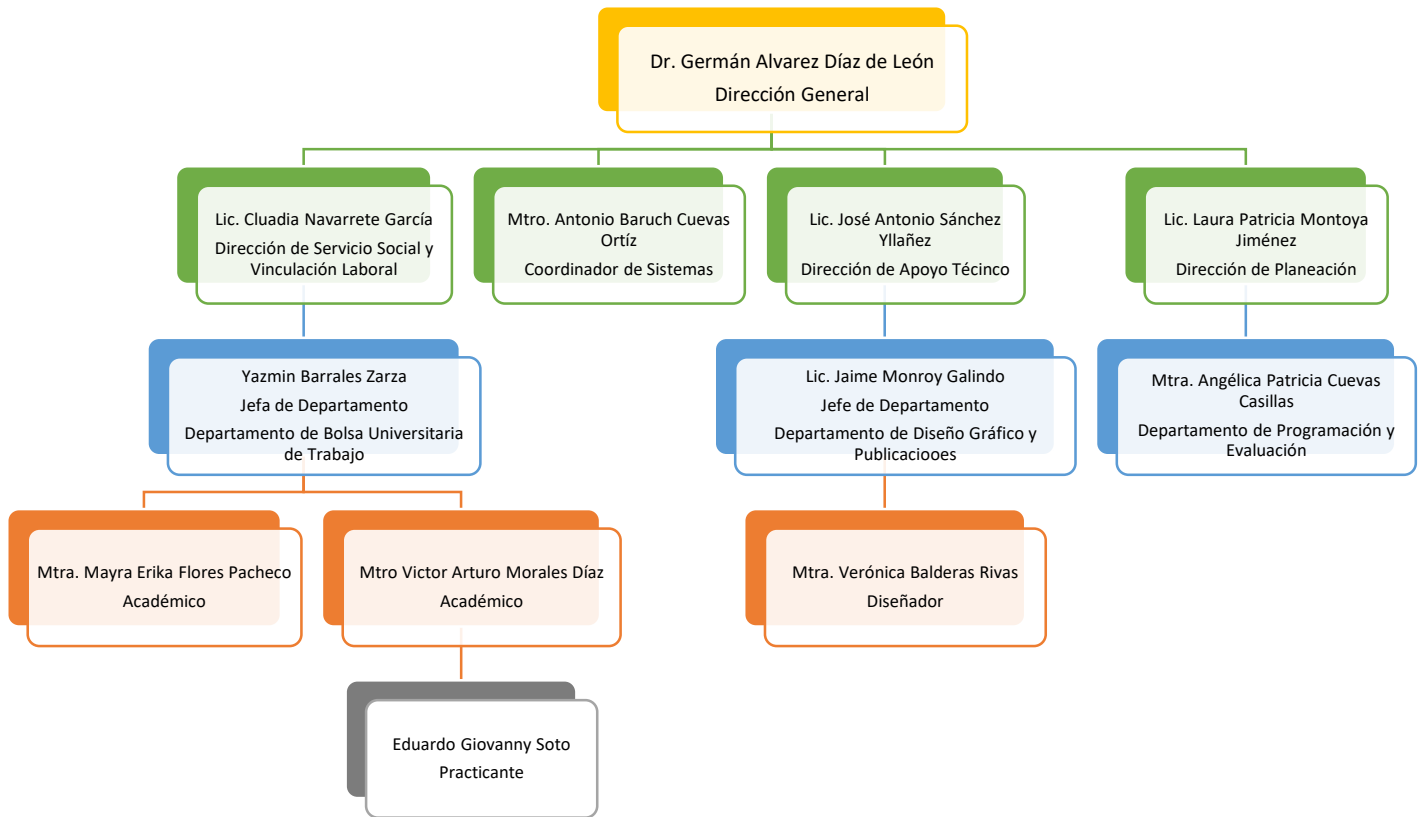 Dr. Germán Alvarez Díaz de León
Dirección General
Lic. Cluadia Navarrete García
Dirección de Servicio Social y
Vinculación Laboral
Mtro. Antonio Baruch Cuevas
Ortíz
Coordinador de Sistemas
Lic. José Antonio Sánchez
Yllañez
Dirección de Apoyo Técinco
Lic. Laura Patricia Montoya
Jiménez
Dirección de Planeación
Yazmin Barrales Zarza
Jefa de Departamento
Departamento de Bolsa Universitaria
de Trabajo
Lic. Jaime Monroy Galindo
Jefe de Departamento
Departamento de Diseño Gráfico y
Publicaciooes
Mtra. Angélica Patricia Cuevas
Casillas
Departamento de Programación y
Evaluación
Mtra. Mayra Erika Flores Pacheco
Académico
Mtro Victor Arturo Morales Díaz
Académico
Mtra. Verónica Balderas Rivas
Diseñador
Eduardo Giovanny Soto
Practicante